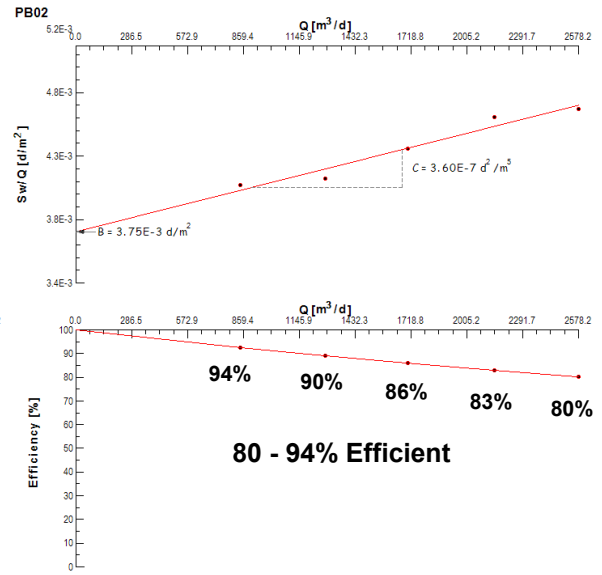 PB02
Q [m³/d]
0.0 286.5 572.9 859.4 1145.9 1432.3 1718.8 2005.2 2291.7 2578.2
5.2E-3
4.8E-3
4.3E-3
3.8E-3
3.4E-3
Sw/Q [d/m²]
C = 3.60E-7 d²/m⁵
B = 3.75E-3 d/m²
Q [m³/d]
0.0 286.5 572.9 859.4 1145.9 1432.3 1718.8 2005.2 2291.7 2578.2
100
90
80
70
60
50
40
30
20
10
0
Efficiency [%]
94% 90% 86% 83% 80%
80 - 94% Efficient